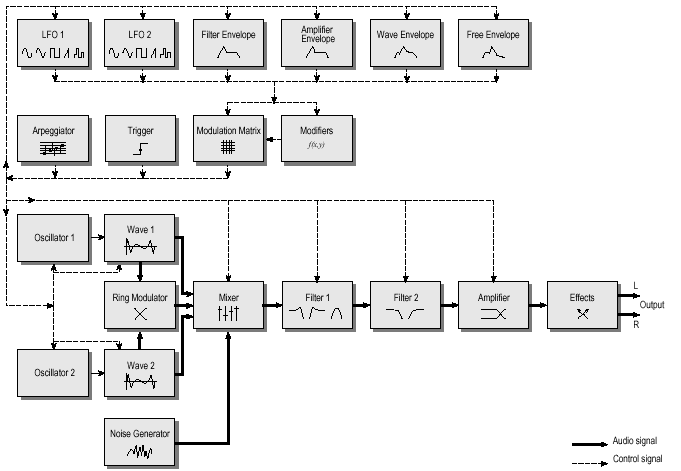 LFO 1
LFO 2
Filter Envelope
Amplifier
Envelope
Wave Envelope
Free Envelope
Arpeggiator
Trigger
Modulation Matrix
Modifiers
f(x,y)
Oscillator 1
Wave 1
Ring Modulator
Mixer
Filter 1
Filter 2
Amplifier
Effects
L
Output
R
Oscillator 2
Wave 2
Noise Generator
Audio signal
Control signal